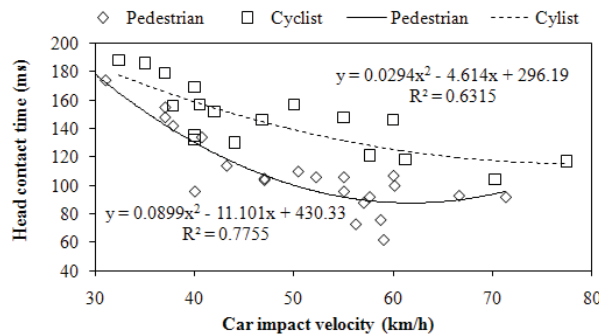 Pedestrian Cyclist Pedestrian Cylist
200
180
160
140
120
100
80
60
40
Head contact time (ms)
y = 0.0294x² - 4.614x + 296.19
R² = 0.6315
y = 0.0899x² - 11.101x + 430.33
R² = 0.7755
30 40 50 60 70 80
Car impact velocity (km/h)